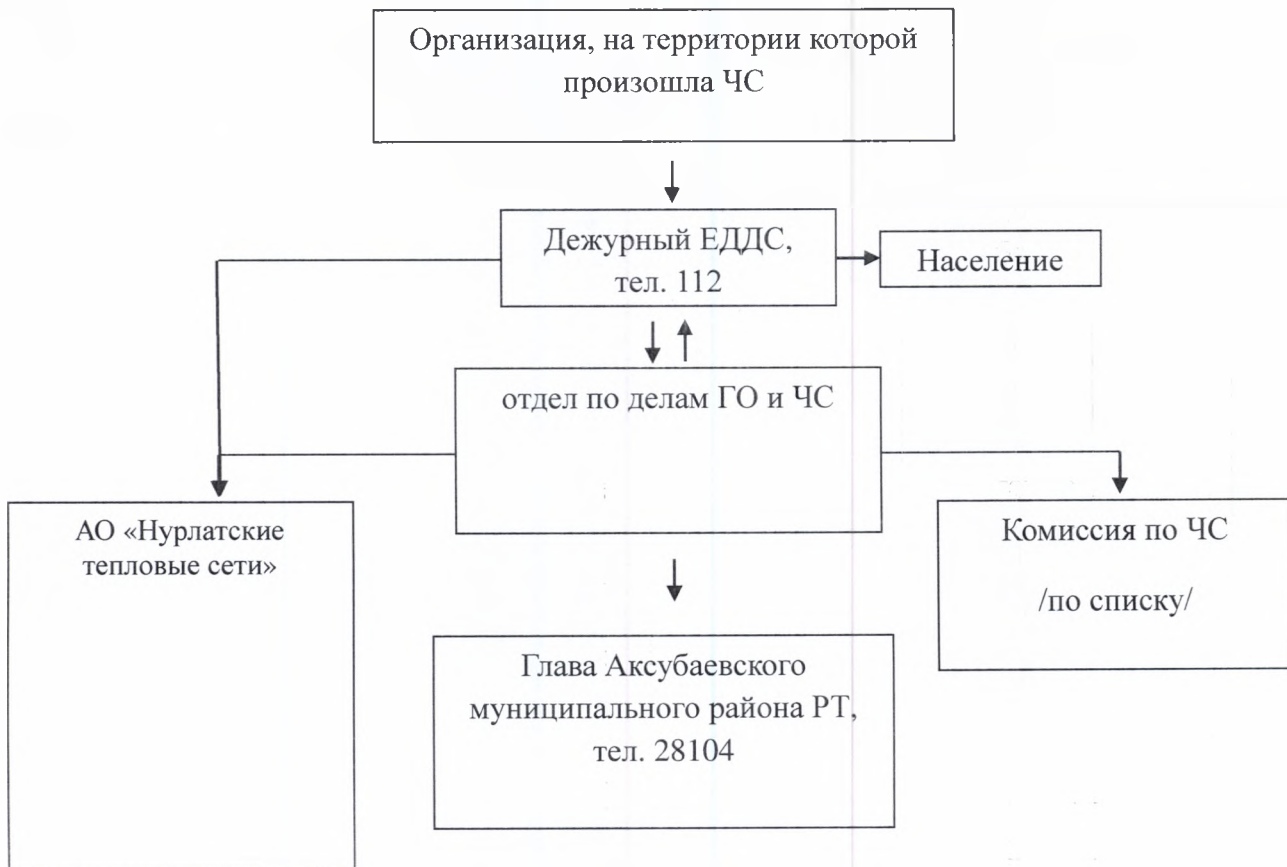 Организация, на территории которой
произошла ЧС
Дежурный ЕДДС,
тел. 112
Население
отдел по делам ГО и ЧС
АО «Нурлатские
тепловые сети»
Комиссия по ЧС
/по списку/
Глава Аксубаевского
муниципального района РТ,
тел. 28104